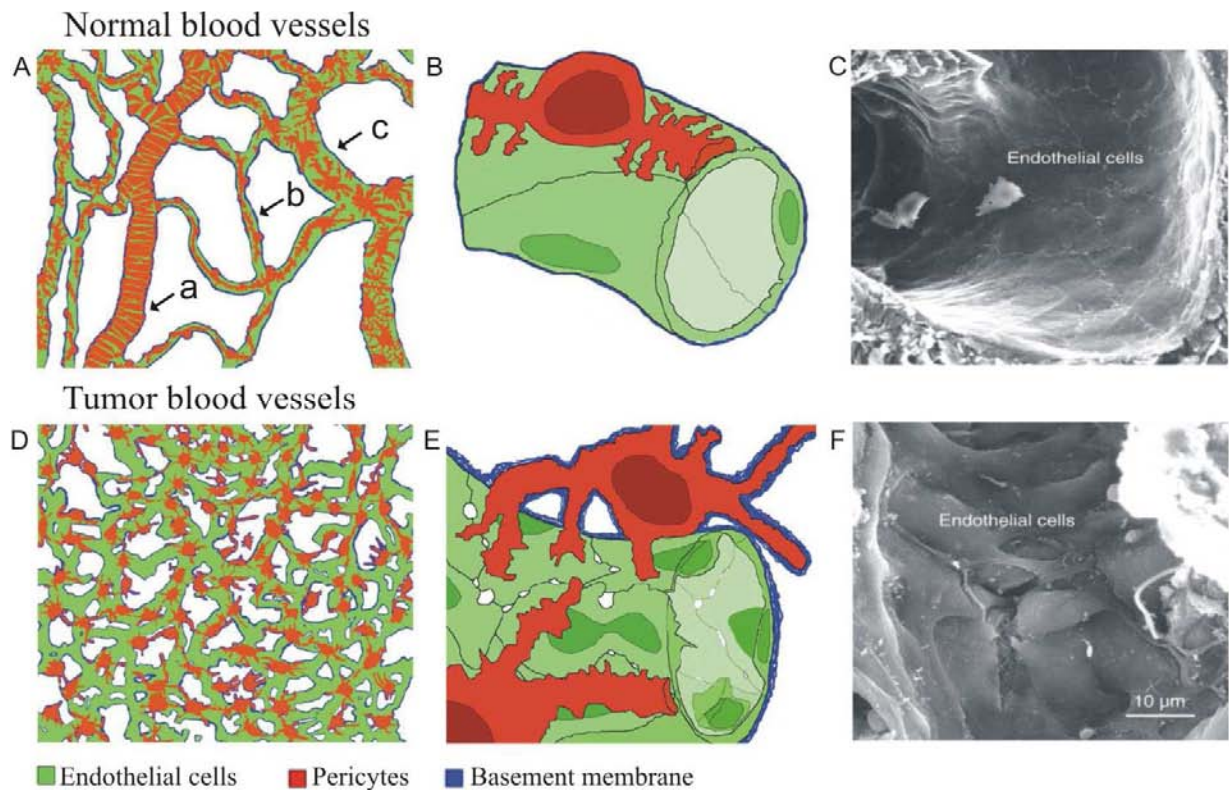 Normal blood vessels
A
B
C
a
b
c
Endothelial cells
Tumor blood vessels
D
E
F
Endothelial cells
10 µm
Endothelial cells
Pericytes
Basement membrane